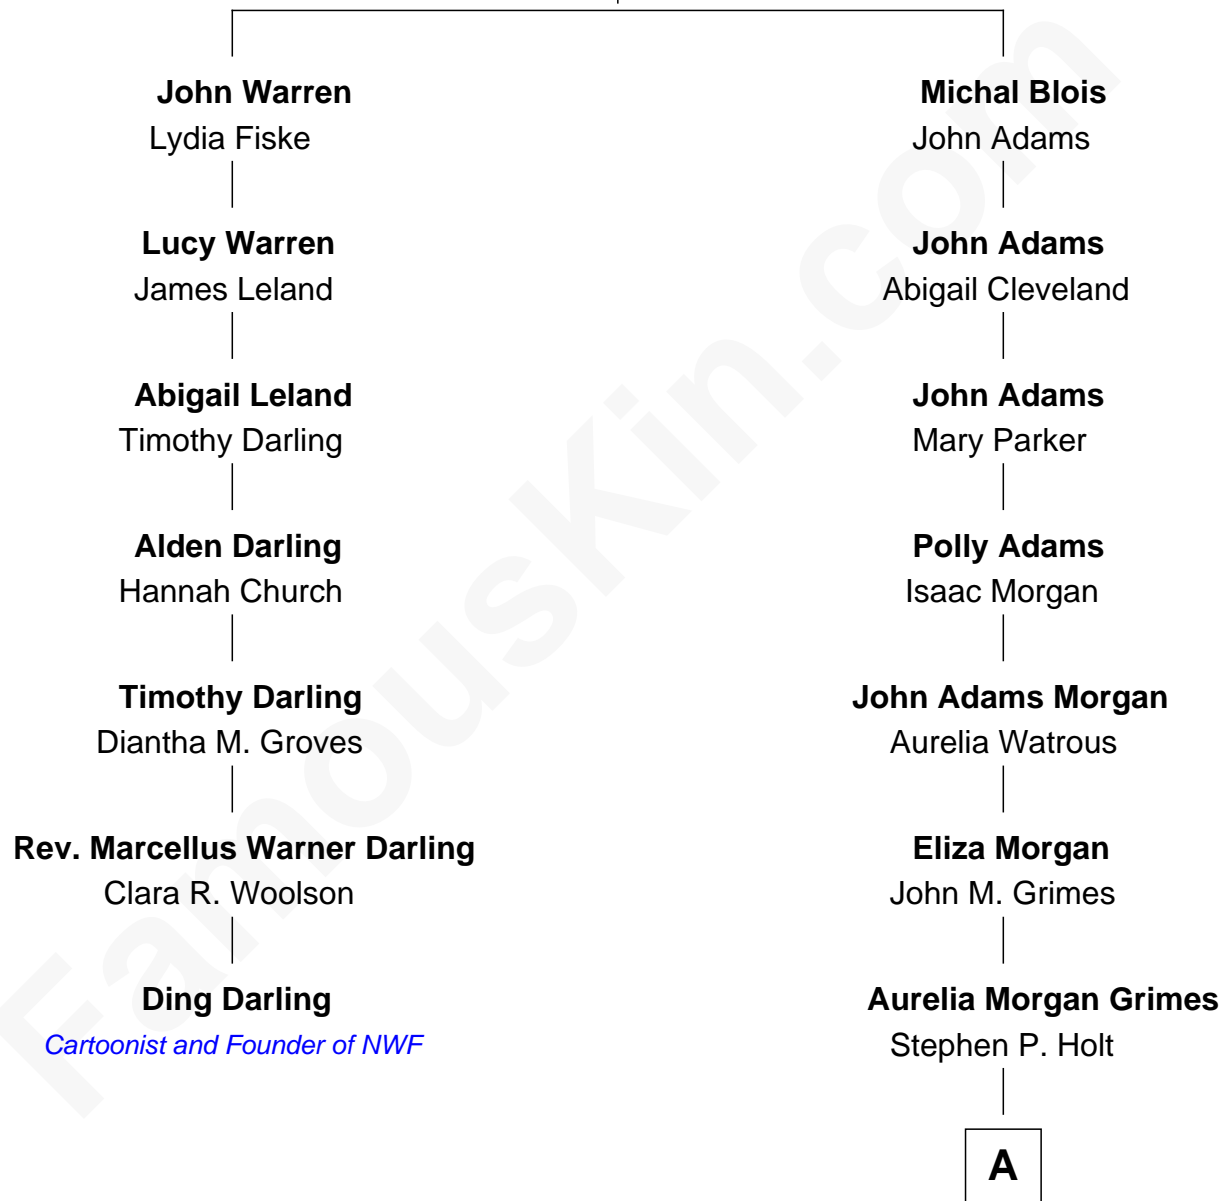 John Warren
Lydia Fiske
Lucy Warren
James Leland
Abigail Leland
Timothy Darling
Alden Darling
Hannah Church
Timothy Darling
Diantha M. Groves
Rev. Marcellus Warner Darling
Clara R. Woolson
Ding Darling
Cartoonist and Founder of NWF
Michal Blois
John Adams
John Adams
Abigail Cleveland
John Adams
Mary Parker
Polly Adams
Isaac Morgan
John Adams Morgan
Aurelia Watrous
Eliza Morgan
John M. Grimes
Aurelia Morgan Grimes
Stephen P. Holt
A
FamousKin.com